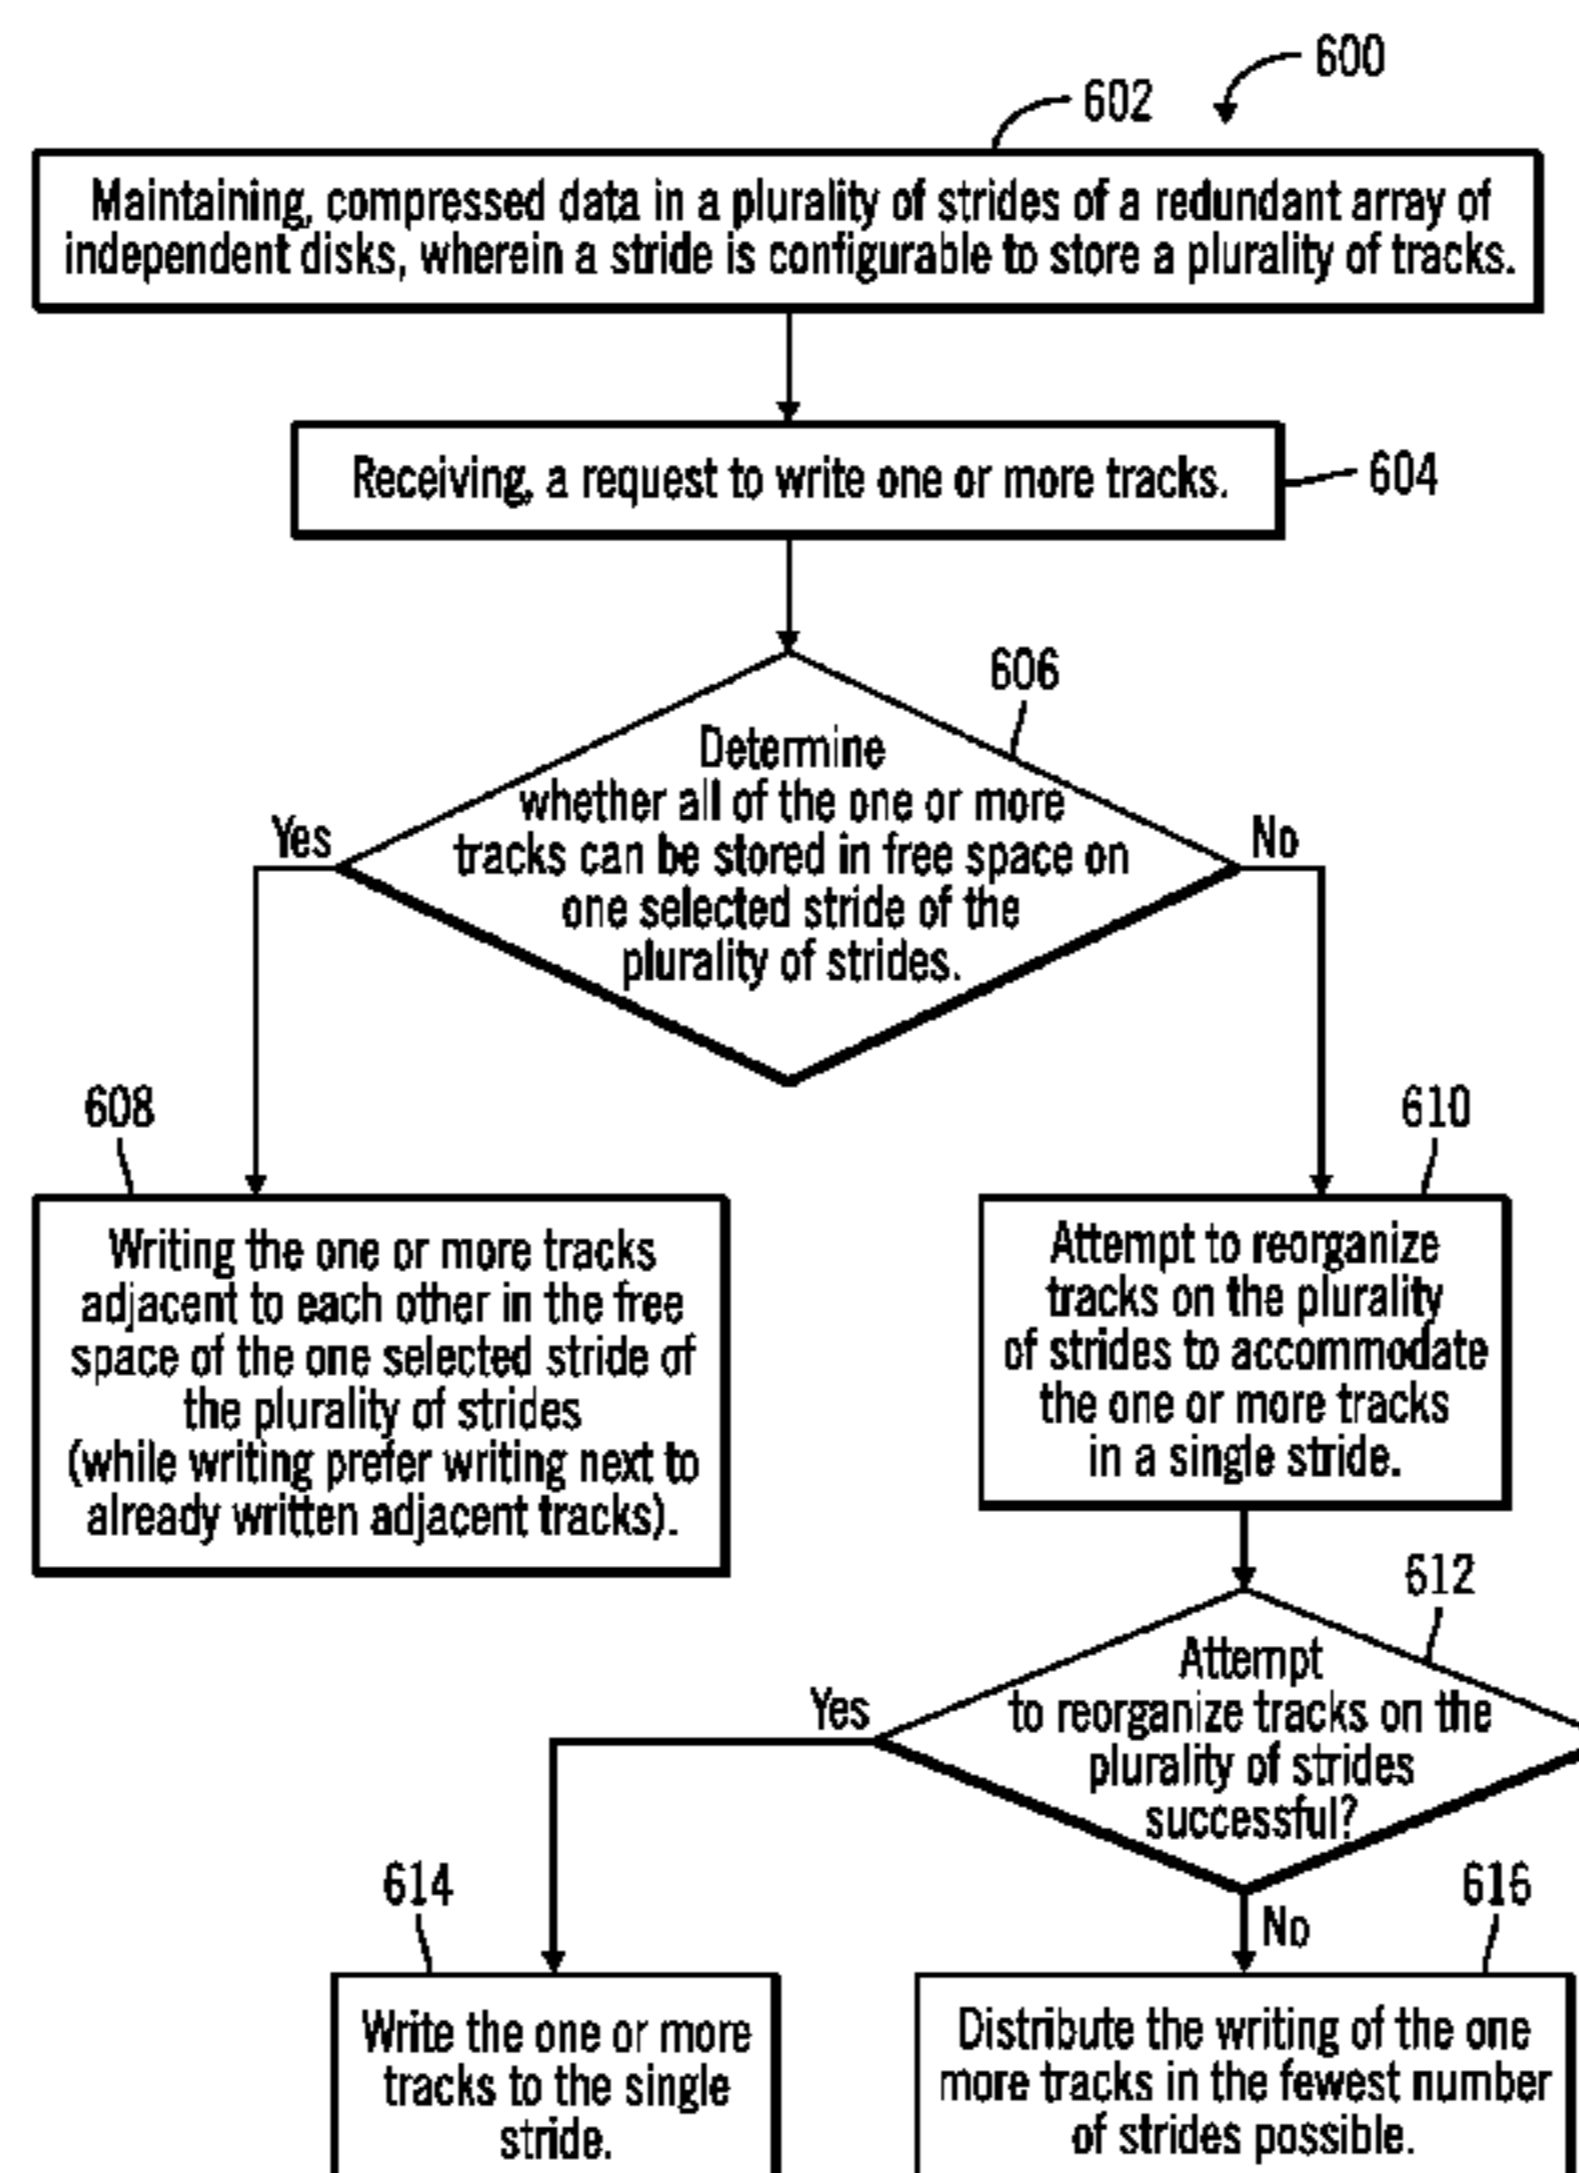 600
602
Maintaining, compressed data in a plurality of strides of a redundant array of
independent disks, wherein a stride is configurable to store a plurality of tracks.
Receiving, a request to write one or more tracks.
604
606
Determine
whether all of the one or more
tracks can be stored in free space on
one selected stride of the
plurality of strides.
Yes
No
608
Writing the one or more tracks
adjacent to each other in the free
space of the one selected stride of
the plurality of strides
(while writing prefer writing next to
already written adjacent tracks).
610
Attempt to reorganize
tracks on the plurality
of strides to accommodate
the one or more tracks
in a single stride.
612
Attempt
to reorganize tracks on the
plurality of strides
successful?
Yes
No
614
Write the one or more
tracks to the single
stride.
616
Distribute the writing of the one
more tracks in the fewest number
of strides possible.